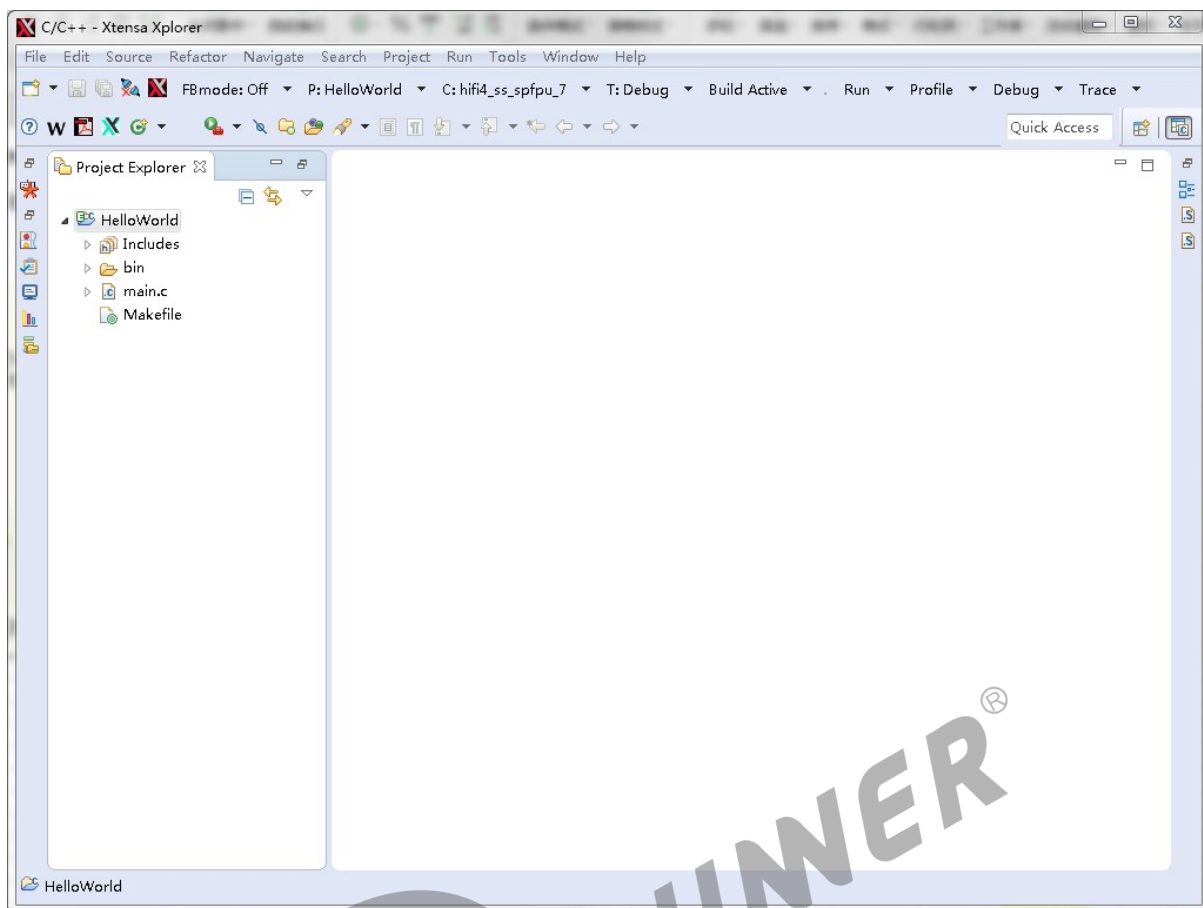 C/C++ - Xtensa Xplorer
File Edit Source Refactor Navigate Search Project Run Tools Window Help
FBmode: Off P: HelloWorld C: hifi4_ss_spfpu_7 T: Debug Build Active . Run Profile Debug Trace
Quick Access
Project Explorer
HelloWorld
Includes
bin
main.c
Makefile
HelloWorld